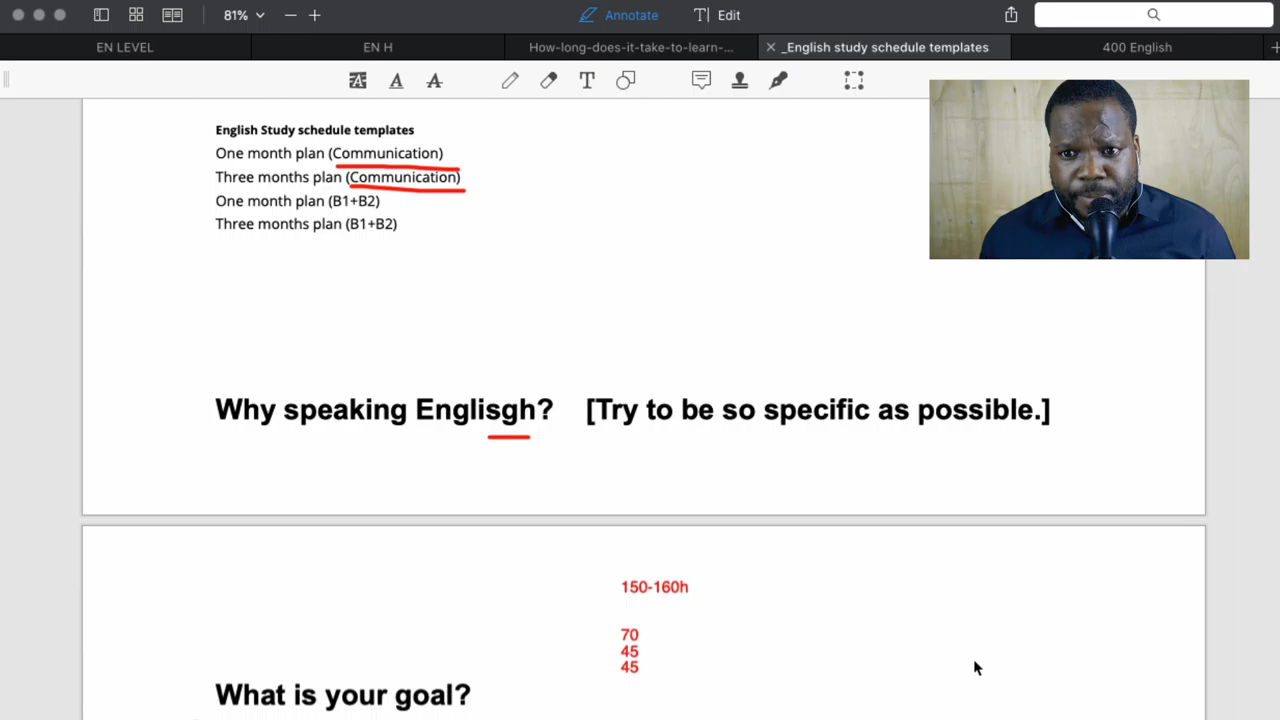 81%
Annotate
Edit
EN LEVEL
EN H
How-long-does-it-take-to-learn-...
_English study schedule templates
400 English
English Study schedule templates
One month plan (Communication)
Three months plan (Communication)
One month plan (B1+B2)
Three months plan (B1+B2)
Why speaking Englisgh? [Try to be so specific as possible.]
150-160h
70
45
45
What is your goal?